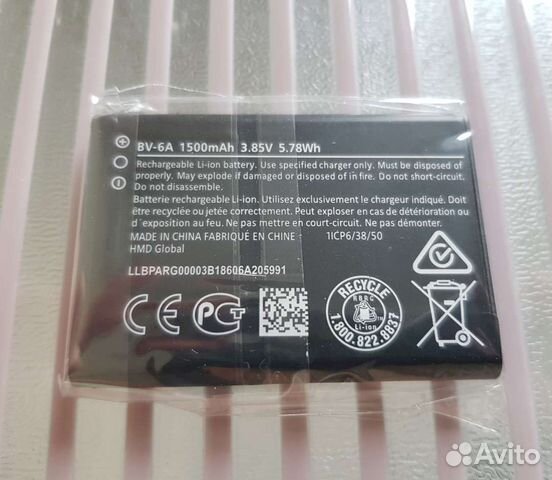 BV-6A 1500mAh 3.85V 5.78Wh
Rechargeable Li-ion battery. Use specified charger only. Must be disposed of
properly. May explode if damaged or disposed of in fire. Do not short-circuit.
Do not disassemble.
Batterie rechargeable Li-ion. Utilisez exclusivement le chargeur indiqué. Doit
être recyclée ou jetée correctement. Peut exploser en cas de détérioration ou
d'exposition au feu. Ne pas mettre en court-circuit. Ne pas démonter.
MADE IN CHINA FABRIQUÉ EN CHINE : 1ICP6/38/50
HMD Global
LLBPARG00003B18606A205991
CE
РСТ
RECYCLE
RBRC
Li-ion
1.800.822.8837
Avito